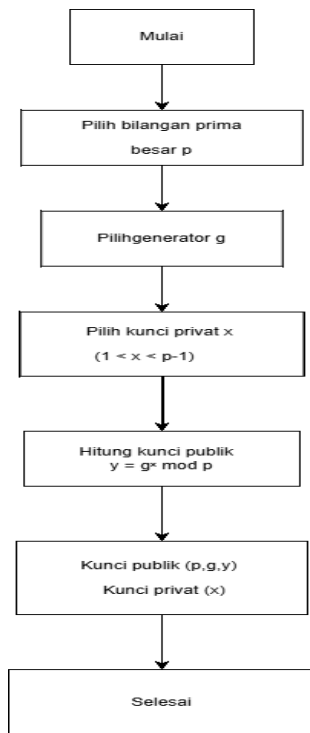 Mulai
Pilih bilangan prima
besar p
Pilihgenerator g
Pilih kunci privat x
(1 < x < p-1)
Hitung kunci publik
y = gˣ mod p
Kunci publik (p,g,y)
Kunci privat (x)
Selesai